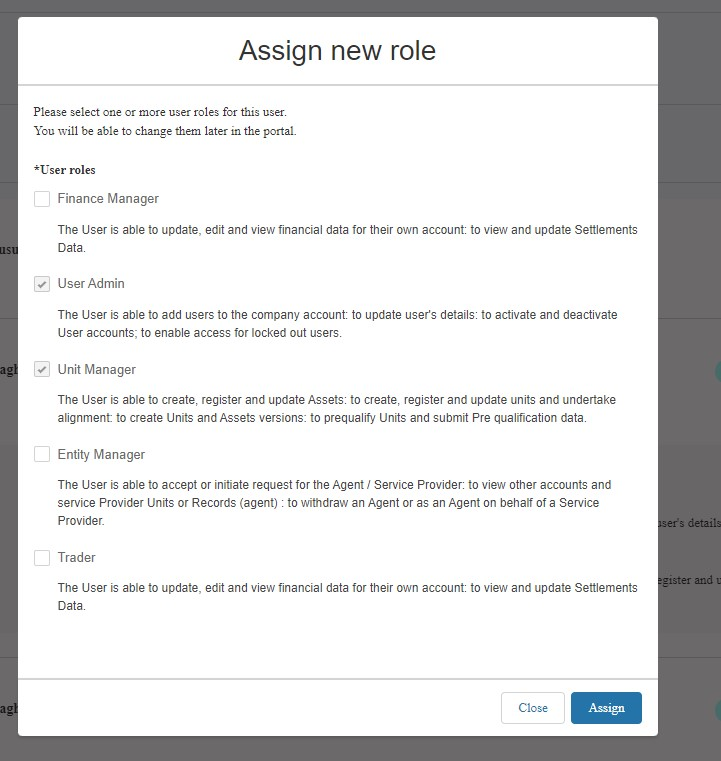 Assign new role
Please select one or more user roles for this user.
You will be able to change them later in the portal.
*User roles
Finance Manager
The User is able to update, edit and view financial data for their own account: to view and update Settlements
Data.
User Admin
The User is able to add users to the company account: to update user's details: to activate and deactivate
User accounts; to enable access for locked out users.
Unit Manager
The User is able to create, register and update Assets: to create, register and update units and undertake
alignment: to create Units and Assets versions: to prequalify Units and submit Pre qualification data.
Entity Manager
The User is able to accept or initiate request for the Agent / Service Provider: to view other accounts and
service Provider Units or Records (agent) : to withdraw an Agent or as an Agent on behalf of a Service
Provider.
user's details
Trader
egister and u
The User is able to update, edit and view financial data for their own account: to view and update Settlements
Data.
Close
Assign